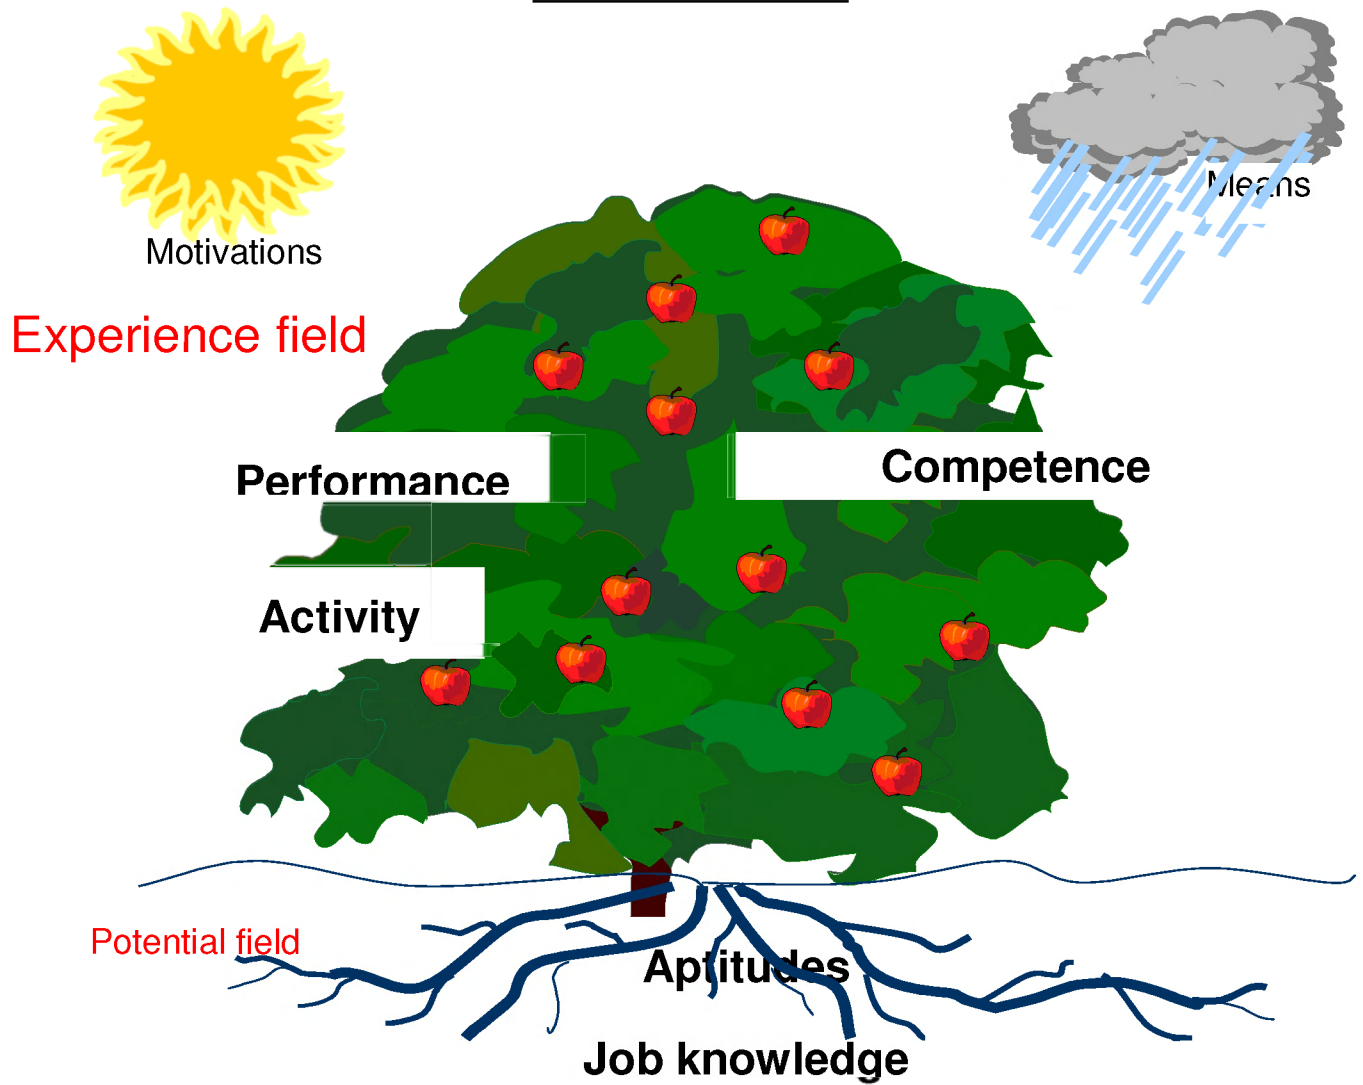 Means
Motivations
Experience field
Performance
Competence
Activity
Potential field
Aptitudes
Job knowledge